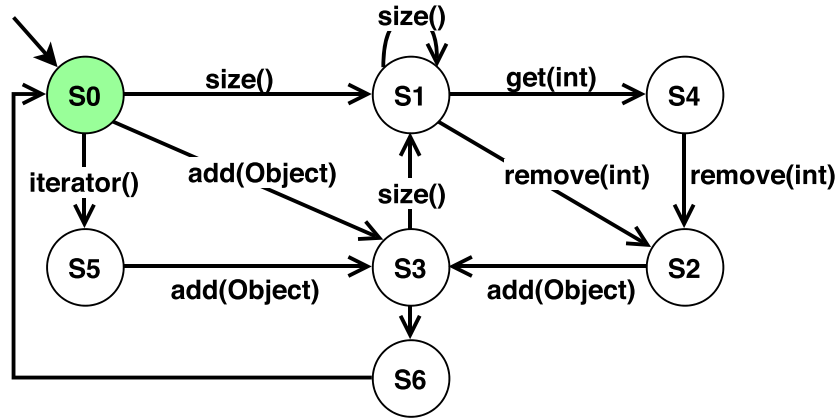 size()
S0
size()
S1
get(int)
S4
iterator()
add(Object)
size()
remove(int)
remove(int)
S5
add(Object)
S3
add(Object)
S2
S6